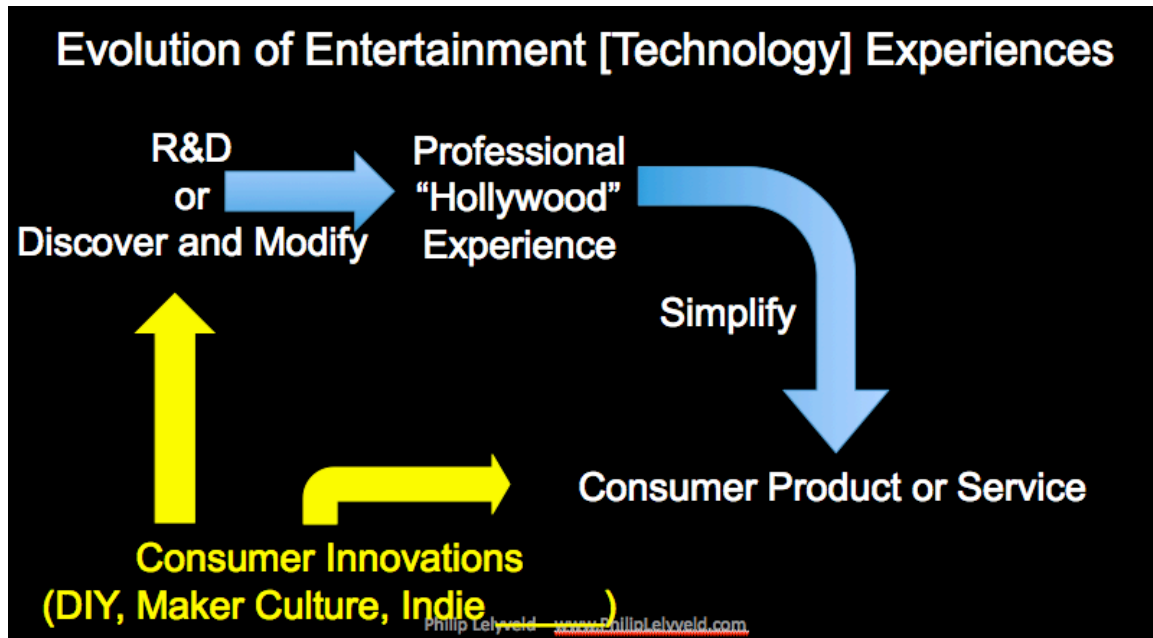 Evolution of Entertainment [Technology] Experiences
R&D
or
Discover and Modify
Professional
“Hollywood”
Experience
Simplify
Consumer Product or Service
Consumer Innovations
(DIY, Maker Culture, Indie ______)
Philip Lelyveld www.PhilipLelyveld.com